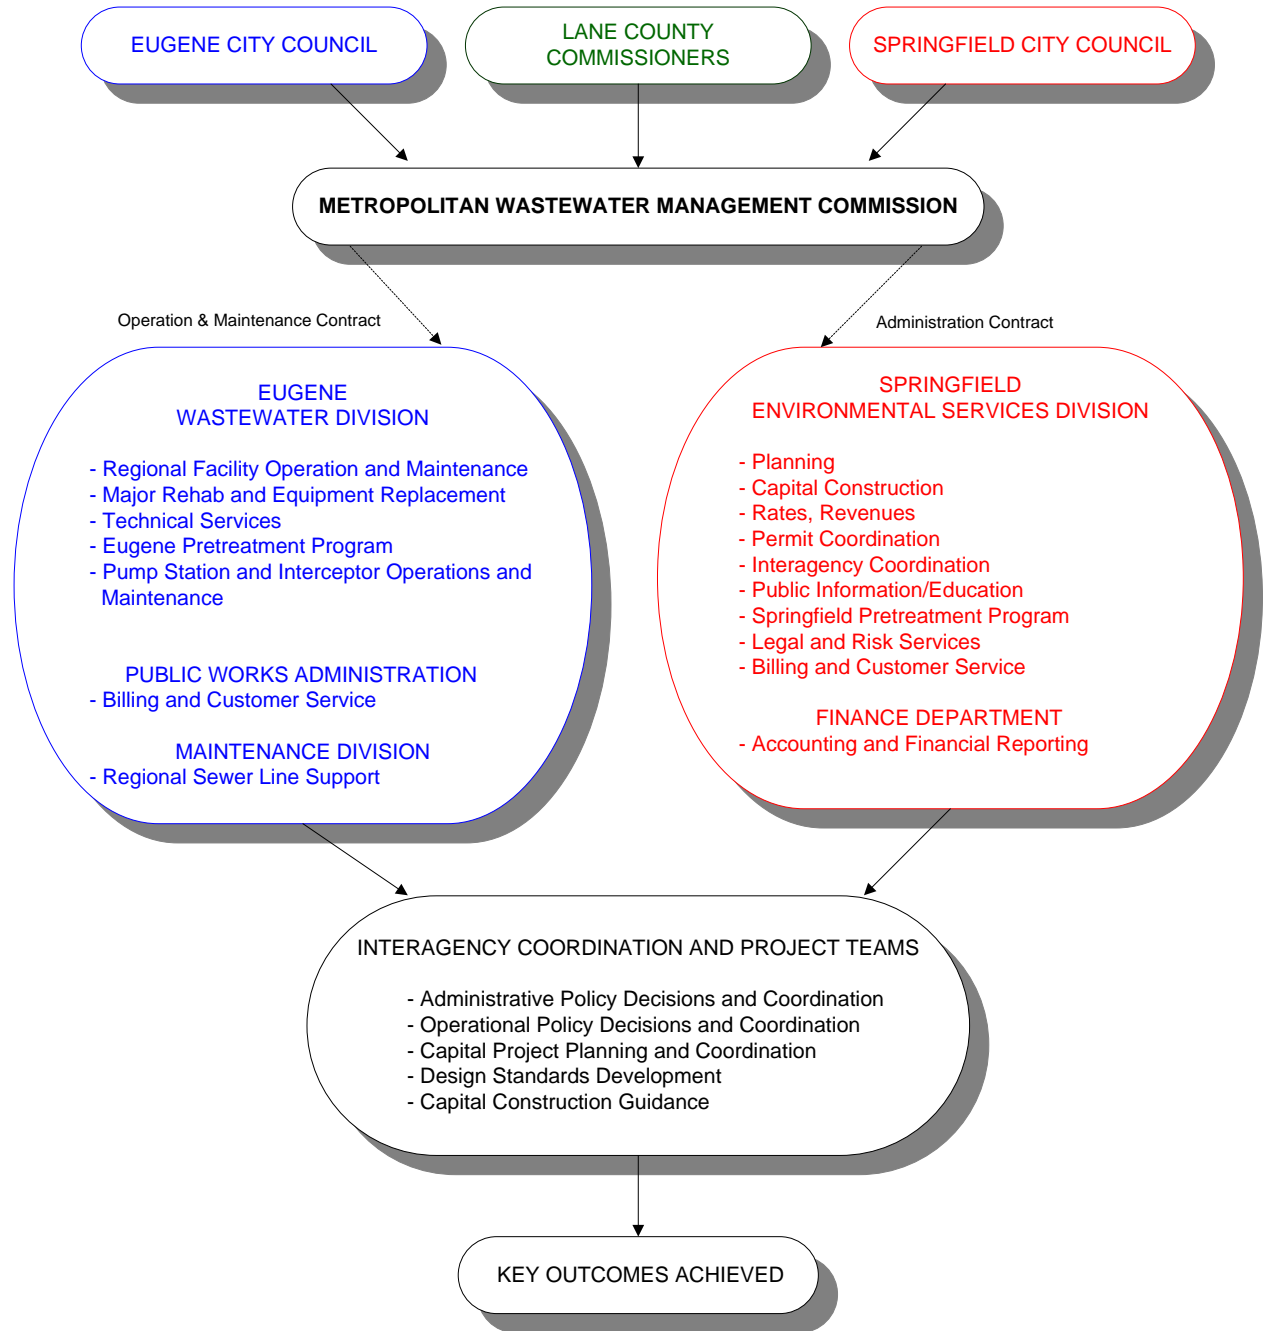 EUGENE CITY COUNCIL
LANE COUNTY
COMMISSIONERS
SPRINGFIELD CITY COUNCIL
METROPOLITAN WASTEWATER MANAGEMENT COMMISSION
Operation & Maintenance Contract
Administration Contract
EUGENE
WASTEWATER DIVISION
- Regional Facility Operation and Maintenance
- Major Rehab and Equipment Replacement
- Technical Services
- Eugene Pretreatment Program
- Pump Station and Interceptor Operations and
Maintenance
PUBLIC WORKS ADMINISTRATION
- Billing and Customer Service
MAINTENANCE DIVISION
- Regional Sewer Line Support
SPRINGFIELD
ENVIRONMENTAL SERVICES DIVISION
- Planning
- Capital Construction
- Rates, Revenues
- Permit Coordination
- Interagency Coordination
- Public Information/Education
- Springfield Pretreatment Program
- Legal and Risk Services
- Billing and Customer Service
FINANCE DEPARTMENT
- Accounting and Financial Reporting
INTERAGENCY COORDINATION AND PROJECT TEAMS
- Administrative Policy Decisions and Coordination
- Operational Policy Decisions and Coordination
- Capital Project Planning and Coordination
- Design Standards Development
- Capital Construction Guidance
KEY OUTCOMES ACHIEVED